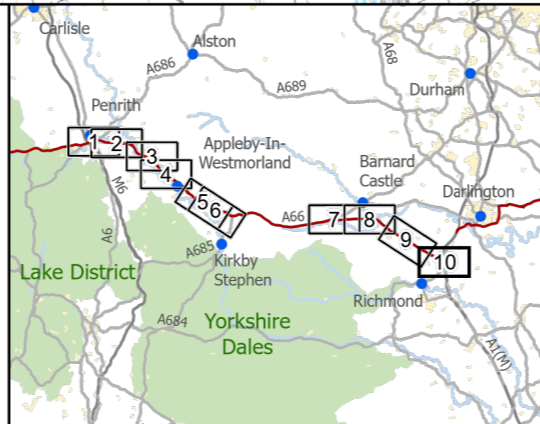 Carlisle
Alston
A686
A68
A689
Durham
Penrith
1
2
3
4
5
6
Appleby-In-
Westmorland
Barnard
Castle
Darlington
M6
A6
A66
7
8
9
10
A685
Kirkby
Stephen
Lake District
Richmond
A684
Yorkshire
Dales
A1(M)